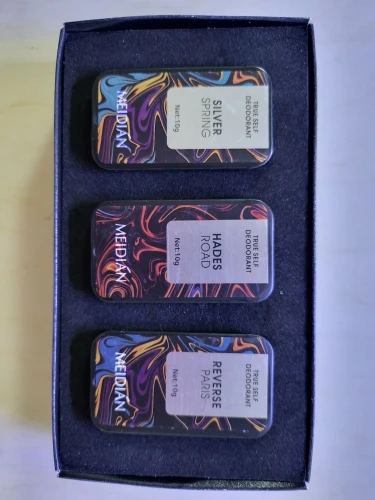 MEIDIAN
SILVER
SPRING
Net:10g
TRUE SELF
DEODORANT
MEIDIAN
HADES
ROAD
Net:10g
TRUE SELF
DEODORANT
MEIDIAN
REVERSE
PARIS
Net:10g
TRUE SELF
DEODORANT